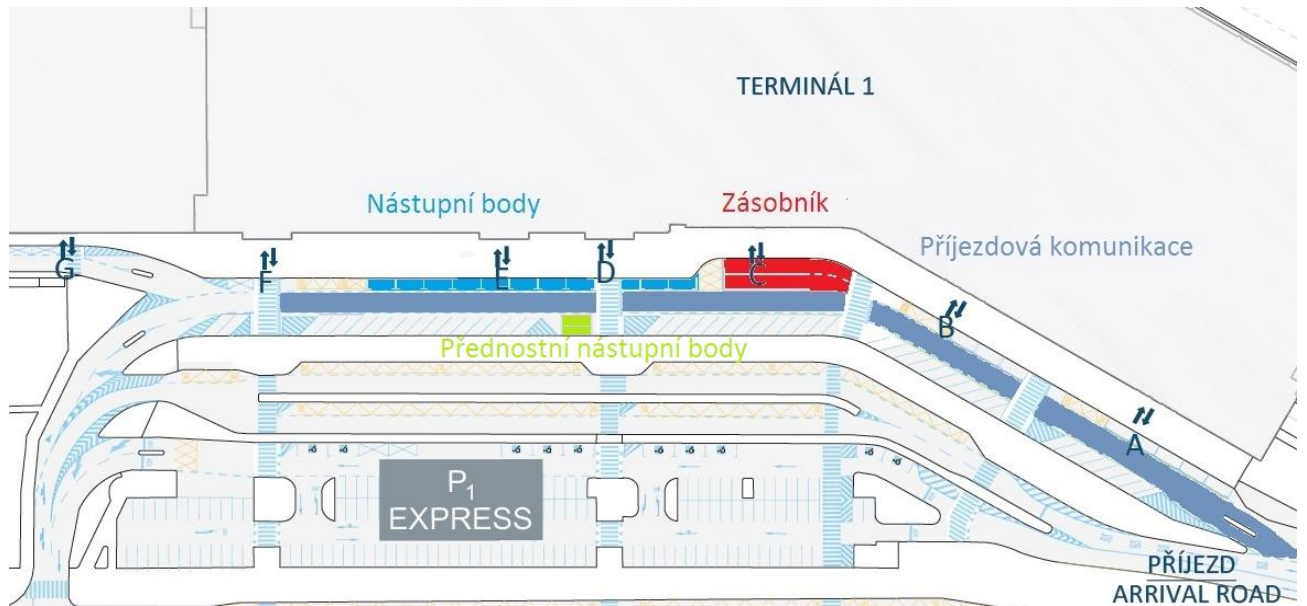 TERMINÁL 1
Nástupní body
Zásobník
Příjezdová komunikace
G
F
E
D
C
B
A
Přednostní nástupní body
P1
EXPRESS
PŘÍJEZD
ARRIVAL ROAD